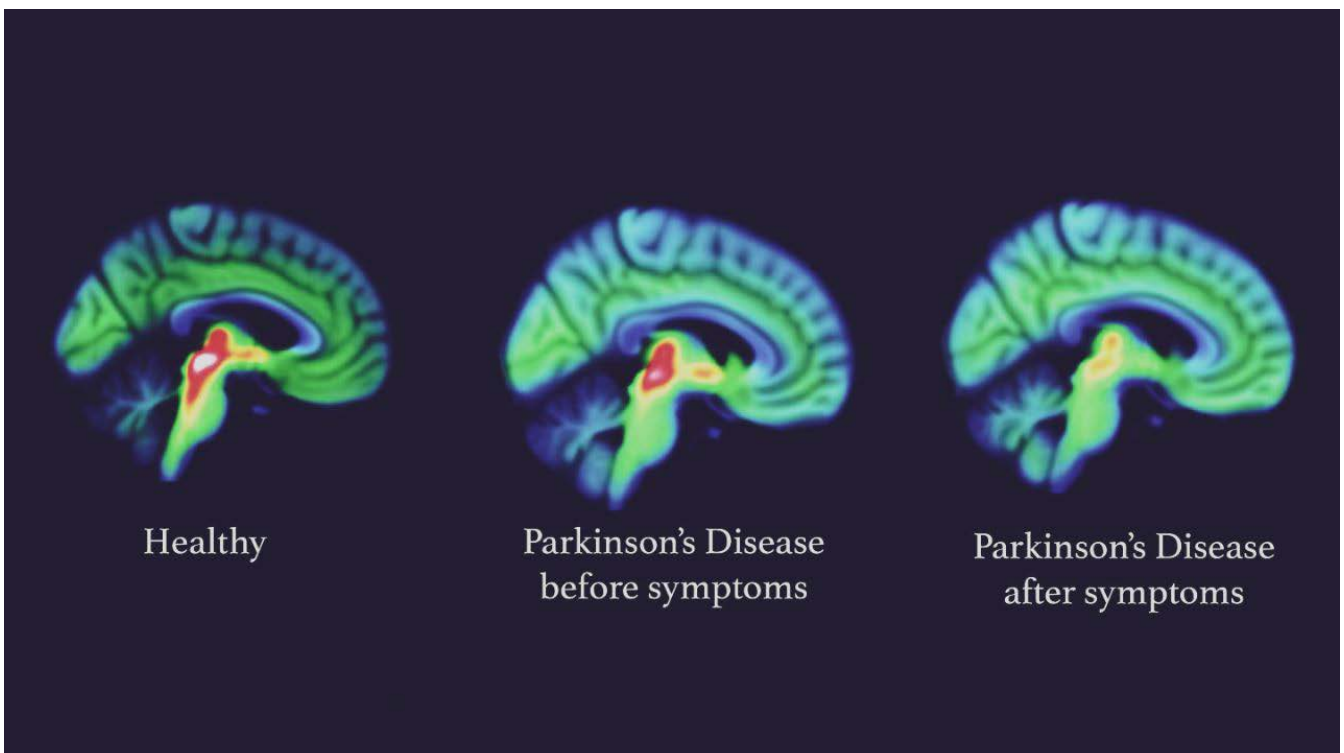 Healthy
Parkinson’s Disease
before symptoms
Parkinson’s Disease
after symptoms